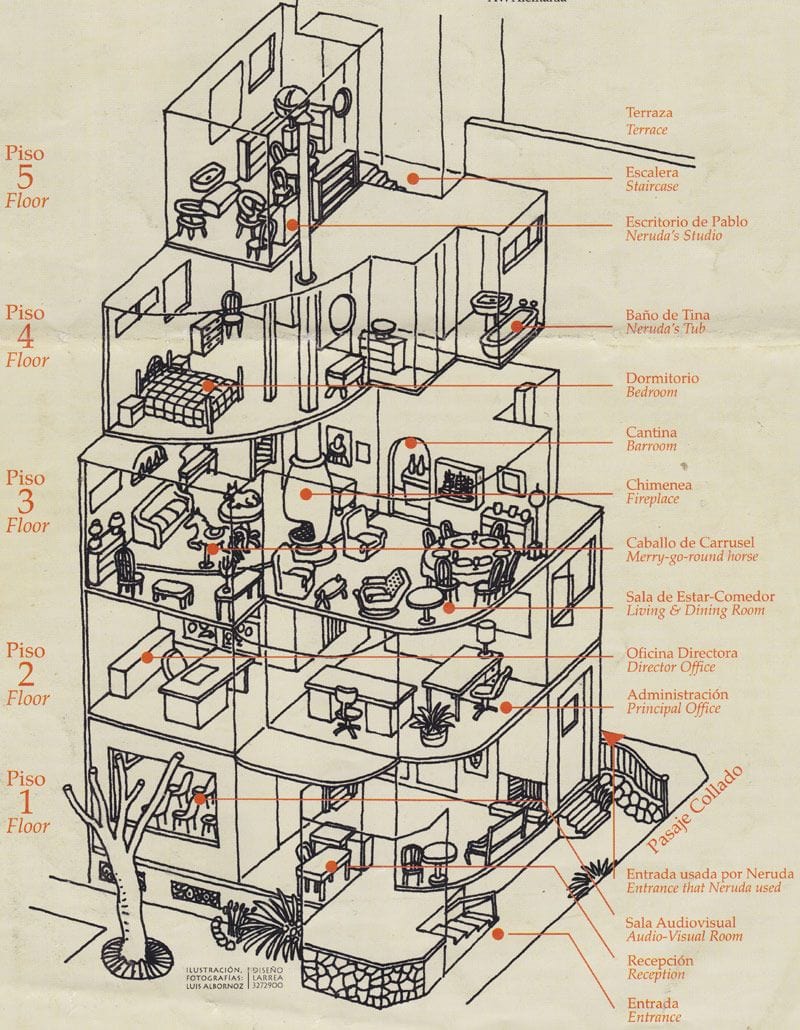 Piso
5
Floor
Piso
4
Floor
Piso
3
Floor
Piso
2
Floor
Piso
1
Floor
Terraza
Terrace
Escalera
Staircase
Escritorio de Pablo
Neruda's Studio
Baño de Tina
Neruda's Tub
Dormitorio
Bedroom
Cantina
Barroom
Chimenea
Fireplace
Caballo de Carrusel
Merry-go-round horse
Sala de Estar-Comedor
Living & Dining Room
Oficina Directora
Director Office
Administración
Principal Office
Pasaje Collado
Entrada usada por Neruda
Entrance that Neruda used
Sala Audiovisual
Audio-Visual Room
Recepción
Reception
Entrada
Entrance
ILUSTRACIÓN,
FOTOGRAFÍAS:
LUIS ALBORNOZ
DISEÑO
LARREA
3272900